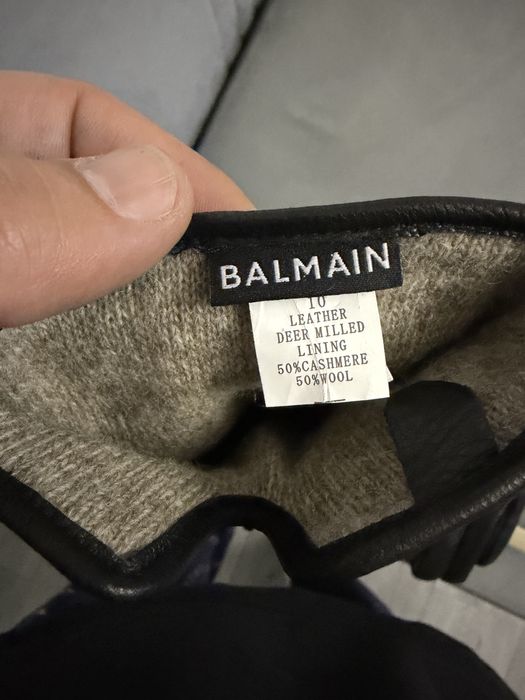 BALMAIN
10
LEATHER
DEER MILLED
LINING
50%CASHMERE
50%WOOL